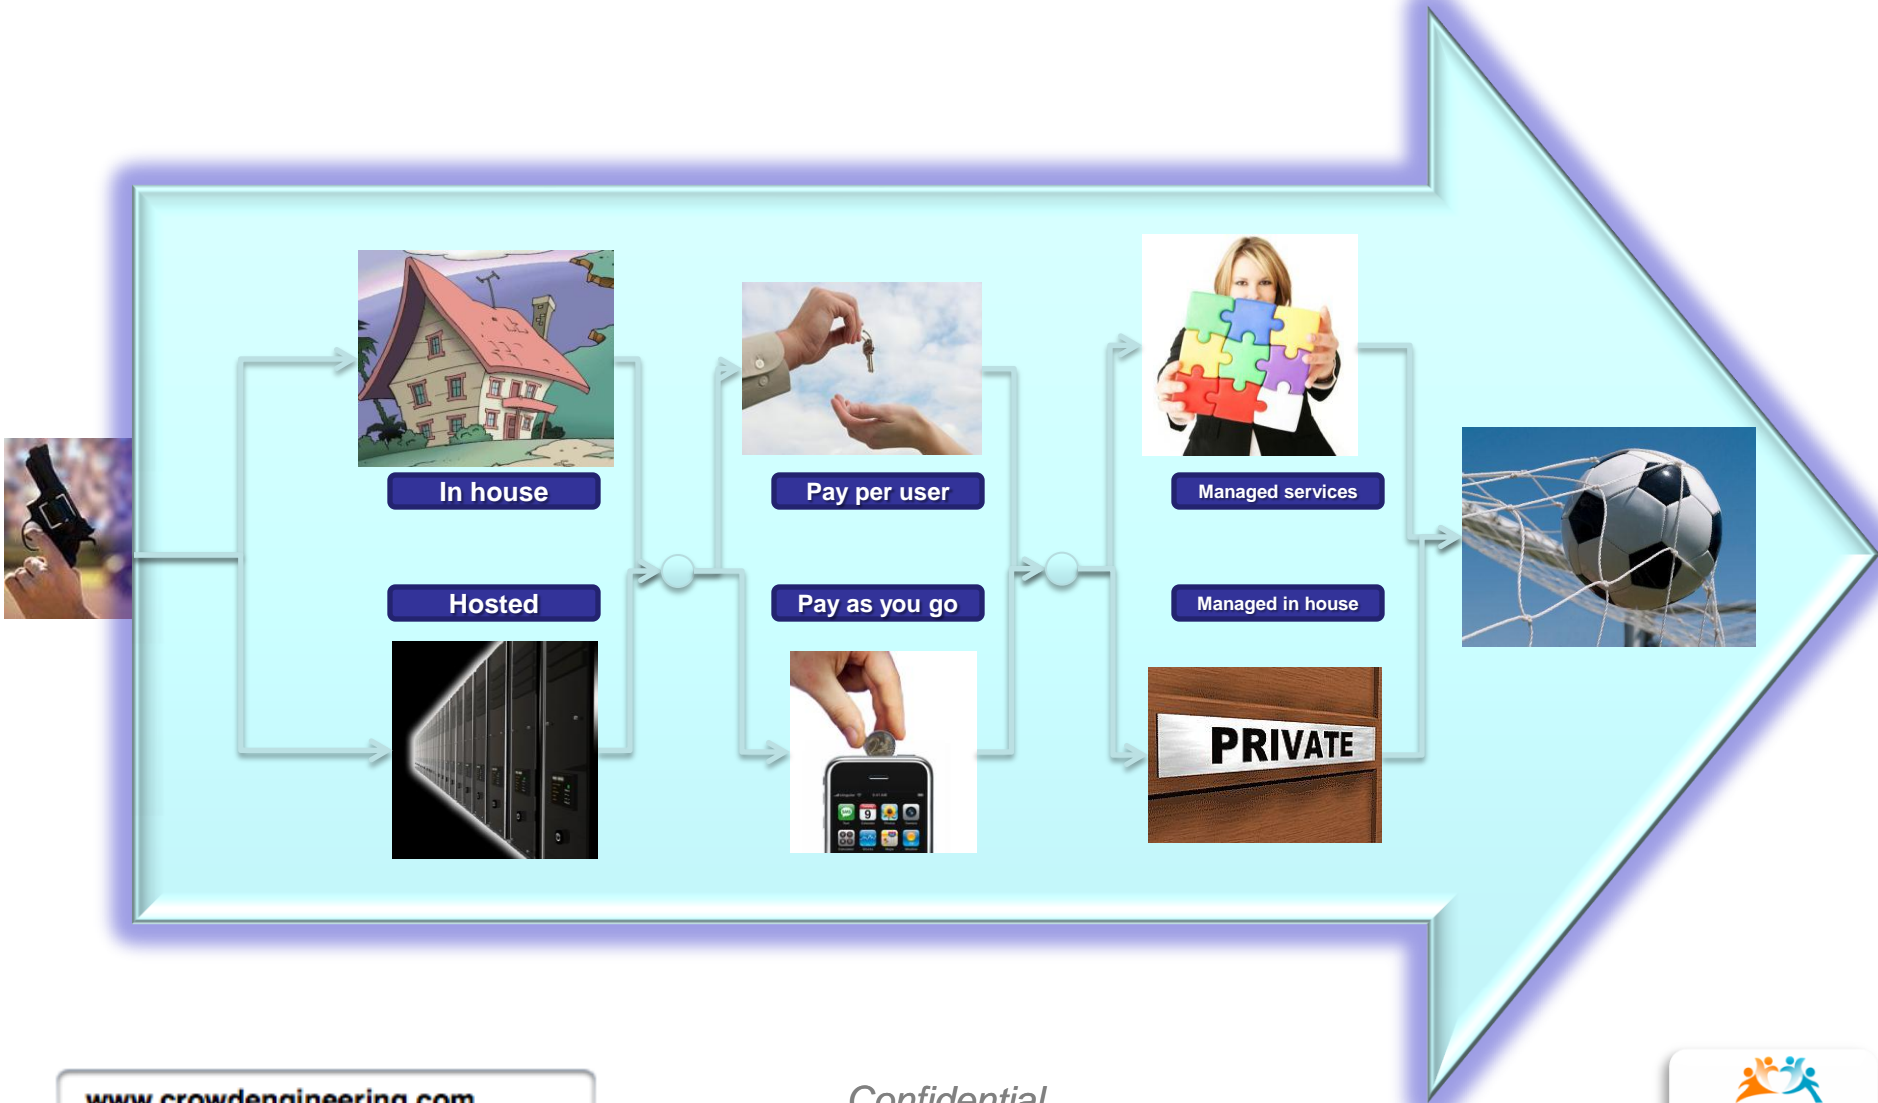 In house
Pay per user
Managed services
Hosted
Pay as you go
Managed in house
PRIVATE
9
www.crowdengineering.com
Confidential